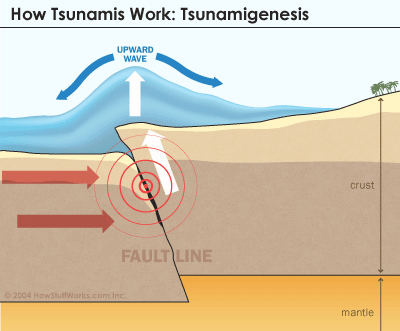 How Tsunamis Work: Tsunamigenesis
UPWARD
WAVE
crust
FAULT LINE
© 2004 HowStuffWorks.com Inc.
mantle